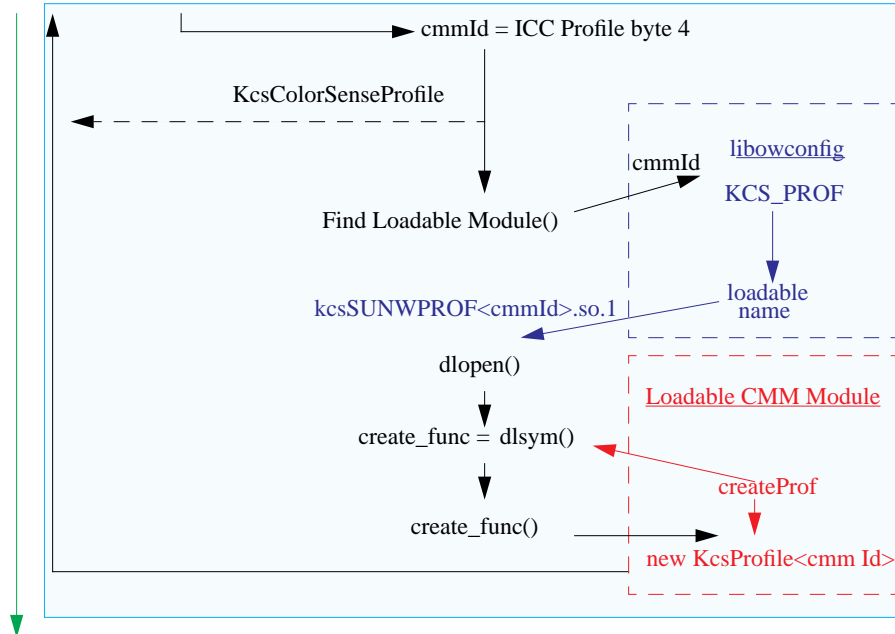 cmmId = ICC Profile byte 4
KcsColorSenseProfile
libowconfig
cmmId
KCS_PROF
Find Loadable Module()
loadable
name
kcsSUNWPROF<cmmId>.so.1
dlopen()
Loadable CMM Module
create_func = dlsym()
createProf
create_func()
new KcsProfile<cmm Id>